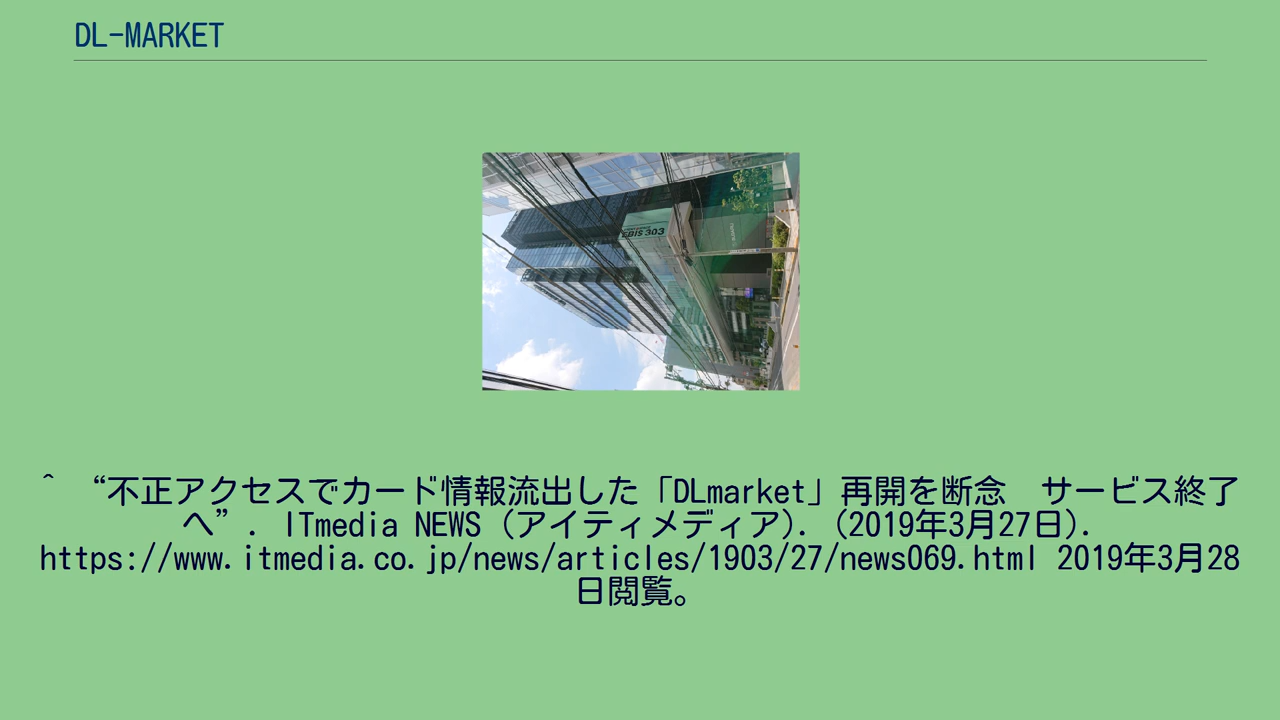 DL-MARKET
EBIS 303
^ “不正アクセスでカード情報流出した「DLmarket」再開を断念　サービス終了
へ”. ITmedia NEWS (アイティメディア). (2019年3月27日).
https://www.itmedia.co.jp/news/articles/1903/27/news069.html 2019年3月28
日閲覧。